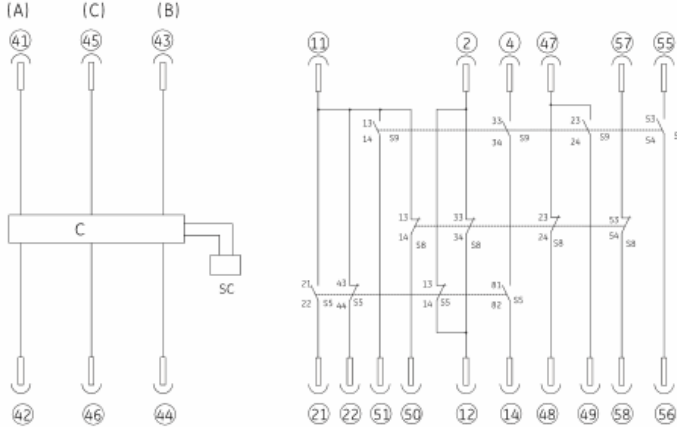 (A) (C) (B)
41 45 43 11 2 4 47 57 55
13 33 23 53
14 S9 34 S9 24 S9 54
13 33 23 53
14 S8 34 S8 24 S8 54 S8
C
SC
21 43 13 81
22 S5 44 S5 14 S5 82 S5
42 46 44 21 22 51 50 12 14 48 49 58 56